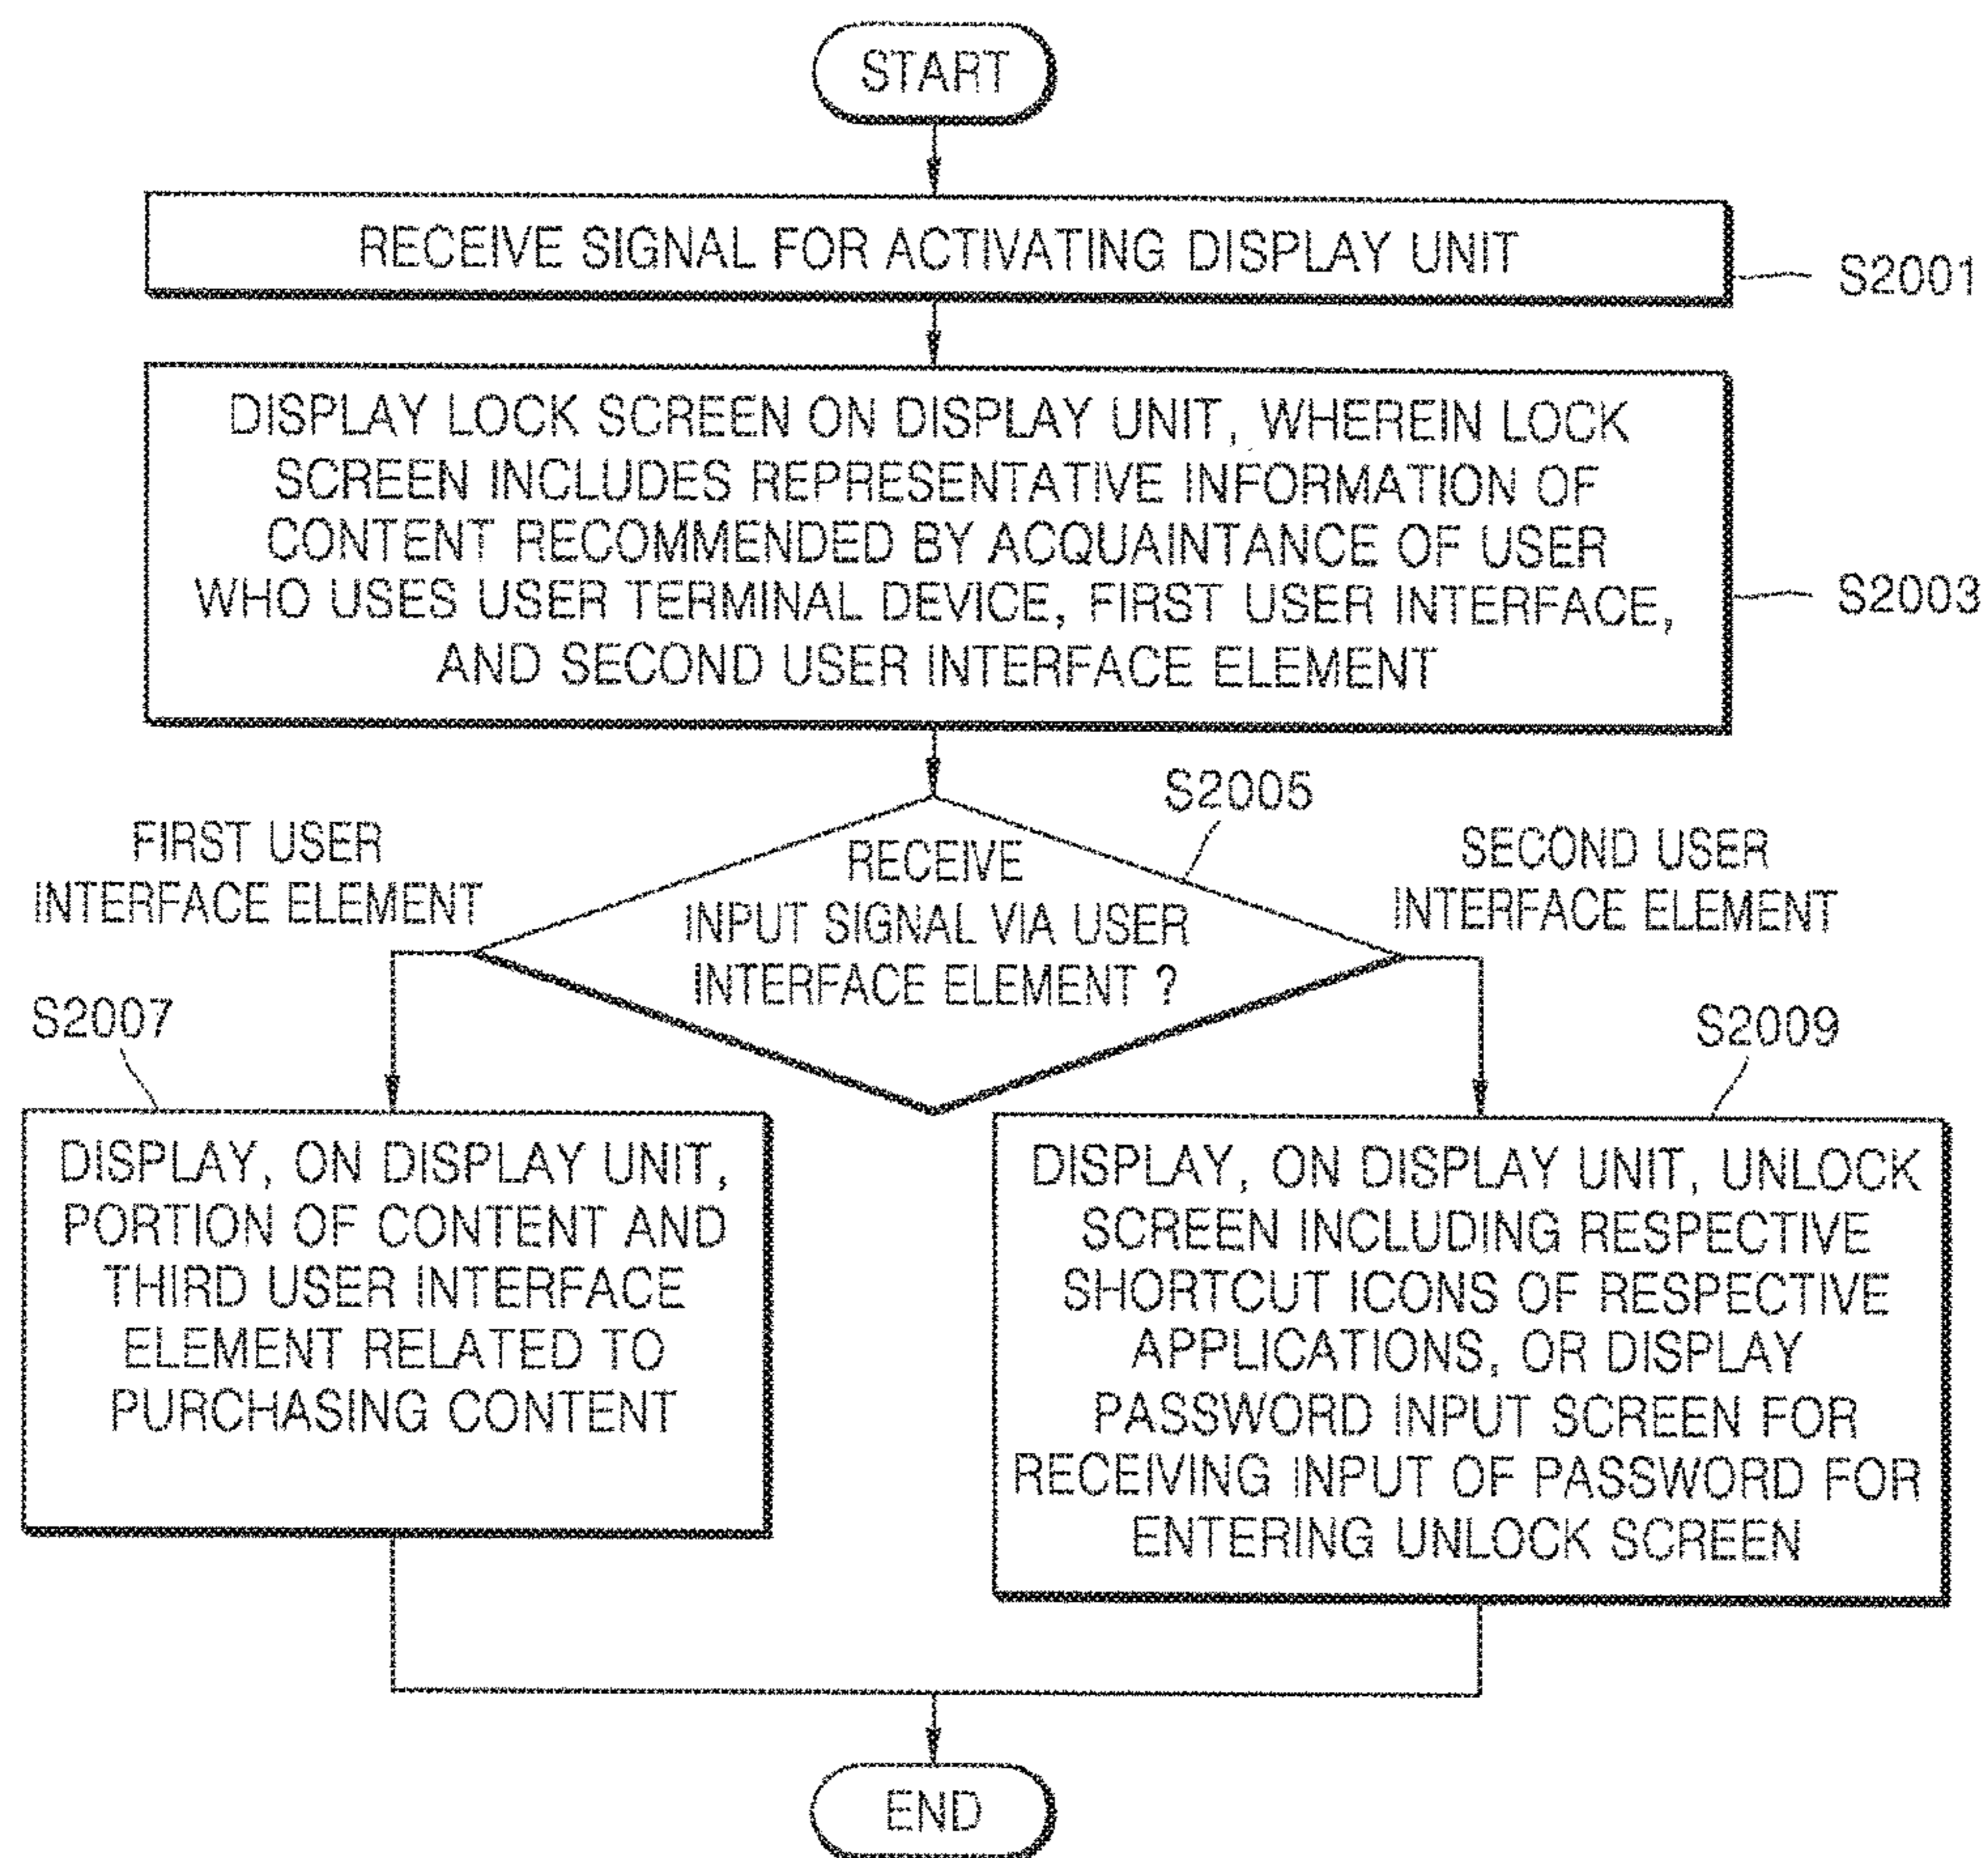 START
RECEIVE SIGNAL FOR ACTIVATING DISPLAY UNIT
S2001
DISPLAY LOCK SCREEN ON DISPLAY UNIT, WHEREIN LOCK
SCREEN INCLUDES REPRESENTATIVE INFORMATION OF
CONTENT RECOMMENDED BY ACQUAINTANCE OF USER
WHO USES USER TERMINAL DEVICE, FIRST USER INTERFACE,
AND SECOND USER INTERFACE ELEMENT
S2003
S2005
FIRST USER
INTERFACE ELEMENT
RECEIVE
INPUT SIGNAL VIA USER
INTERFACE ELEMENT ?
SECOND USER
INTERFACE ELEMENT
S2007
DISPLAY, ON DISPLAY UNIT,
PORTION OF CONTENT AND
THIRD USER INTERFACE
ELEMENT RELATED TO
PURCHASING CONTENT
S2009
DISPLAY, ON DISPLAY UNIT, UNLOCK
SCREEN INCLUDING RESPECTIVE
SHORTCUT ICONS OF RESPECTIVE
APPLICATIONS, OR DISPLAY
PASSWORD INPUT SCREEN FOR
RECEIVING INPUT OF PASSWORD FOR
ENTERING UNLOCK SCREEN
END